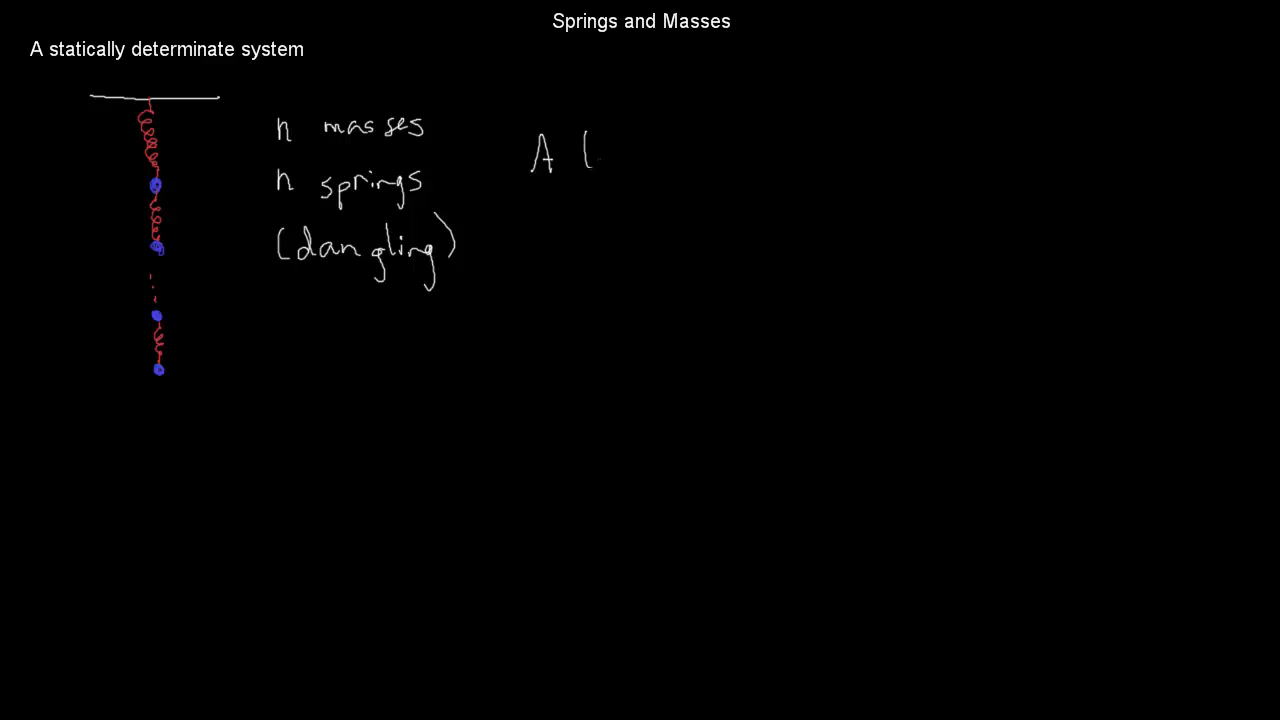 Springs and Masses
A statically determinate system
n masses
n springs
(dangling)
A